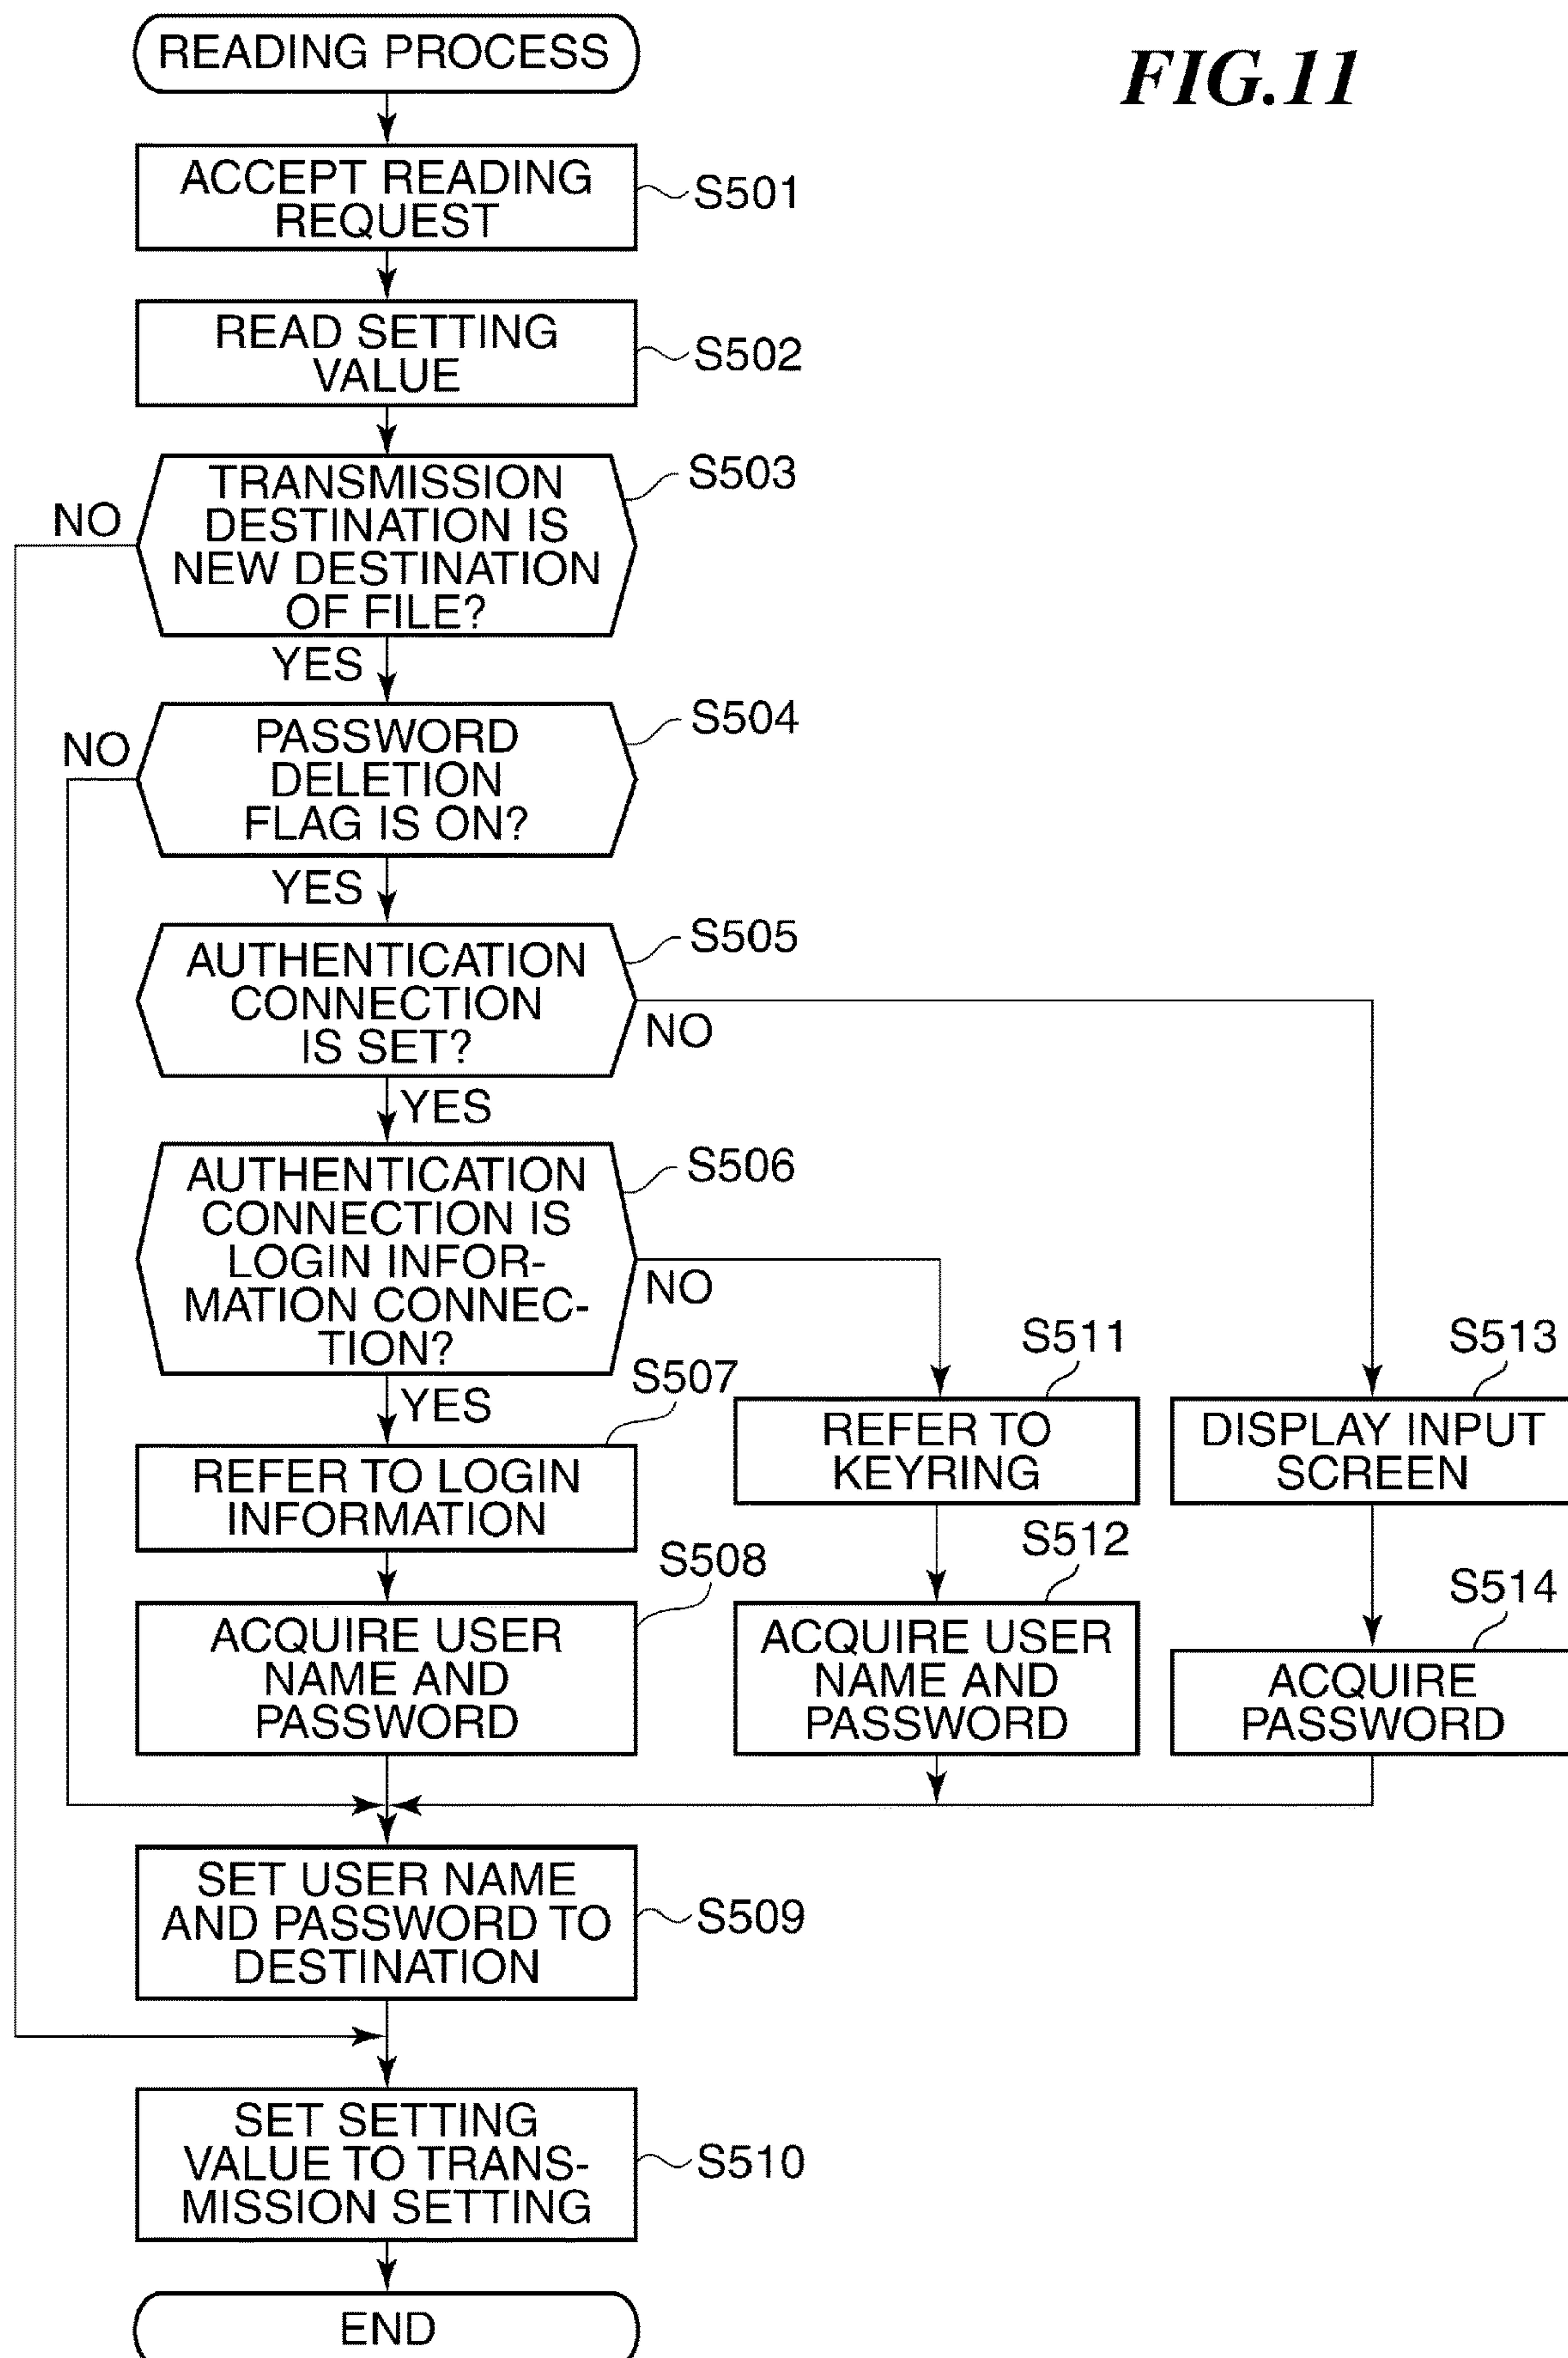 READING PROCESS
FIG.11
ACCEPT READING
REQUEST
S501
READ SETTING
VALUE
S502
TRANSMISSION
DESTINATION IS
NEW DESTINATION
OF FILE?
S503
NO
YES
PASSWORD
DELETION
FLAG IS ON?
S504
NO
YES
AUTHENTICATION
CONNECTION
IS SET?
S505
NO
YES
AUTHENTICATION
CONNECTION IS
LOGIN INFOR-
MATION CONNEC-
TION?
S506
NO
YES
S507
REFER TO LOGIN
INFORMATION
S508
ACQUIRE USER
NAME AND
PASSWORD
S511
REFER TO
KEYRING
S512
ACQUIRE USER
NAME AND
PASSWORD
S513
DISPLAY INPUT
SCREEN
S514
ACQUIRE
PASSWORD
SET USER NAME
AND PASSWORD TO
DESTINATION
S509
SET SETTING
VALUE TO TRANS-
MISSION SETTING
S510
END